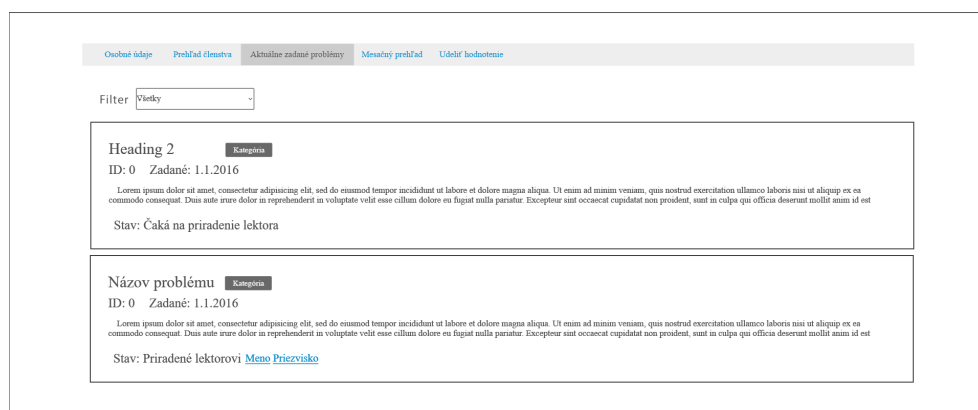 Osobné údaje Prehľad členstva Aktuálne zadané problémy Mesačný prehľad Udeliť hodnotenie
Filter Všetky
Heading 2 Kategória
ID: 0 Zadané: 1.1.2016
Lorem ipsum dolor sit amet, consectetur adipisicing elit, sed do eiusmod tempor incididunt ut labore et dolore magna aliqua. Ut enim ad minim veniam, quis nostrud exercitation ullamco laboris nisi ut aliquip ex ea
commodo consequat. Duis aute irure dolor in reprehenderit in voluptate velit esse cillum dolore eu fugiat nulla pariatur. Excepteur sint occaecat cupidatat non proident, sunt in culpa qui officia deserunt mollit anim id est
Stav: Čaká na priradenie lektora
Názov problému Kategória
ID: 0 Zadané: 1.1.2016
Lorem ipsum dolor sit amet, consectetur adipisicing elit, sed do eiusmod tempor incididunt ut labore et dolore magna aliqua. Ut enim ad minim veniam, quis nostrud exercitation ullamco laboris nisi ut aliquip ex ea
commodo consequat. Duis aute irure dolor in reprehenderit in voluptate velit esse cillum dolore eu fugiat nulla pariatur. Excepteur sint occaecat cupidatat non proident, sunt in culpa qui officia deserunt mollit anim id est
Stav: Priradené lektorovi Meno Priezvisko